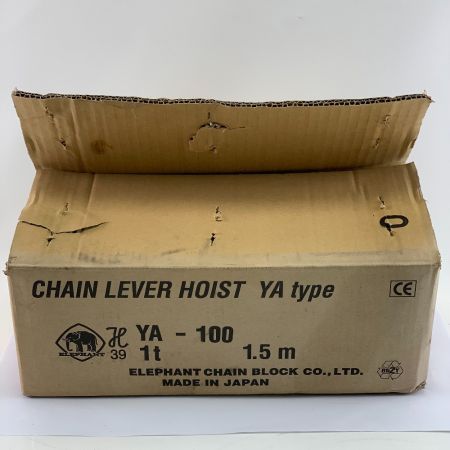 CHAIN LEVER HOIST YA type
CE
H YA - 100
39 1t 1.5 m
ELEPHANT
ELEPHANT CHAIN BLOCK CO., LTD.
MADE IN JAPAN
RESY